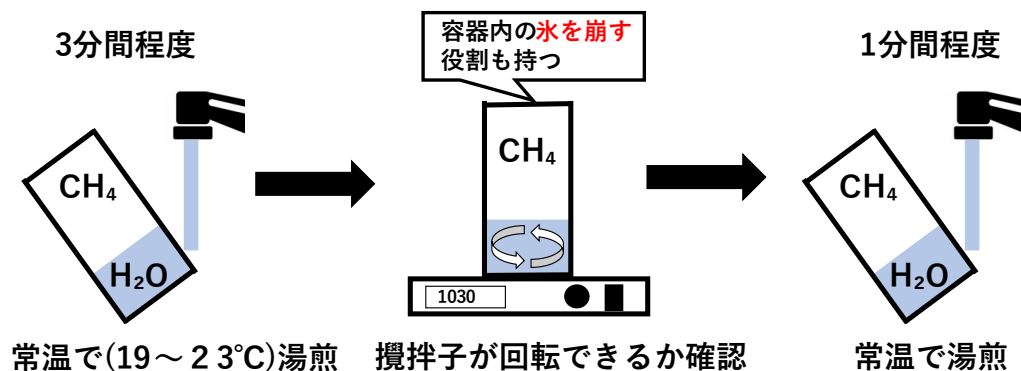 3分間程度
CH₄
H₂O
常温で(19～２３℃)湯煎
容器内の氷を崩す
役割も持つ
CH₄
1030
攪拌子が回転できるか確認
1分間程度
CH₄
H₂O
常温で湯煎